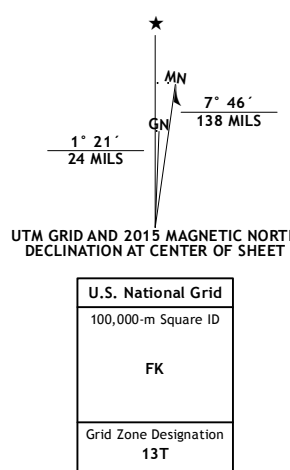 ★
MN
GN
7° 46´
138 MILS
1° 21´
24 MILS
UTM GRID AND 2015 MAGNETIC NORT
DECLINATION AT CENTER OF SHEET
U.S. National Grid
100,000-m Square ID
FK
Grid Zone Designation
13T